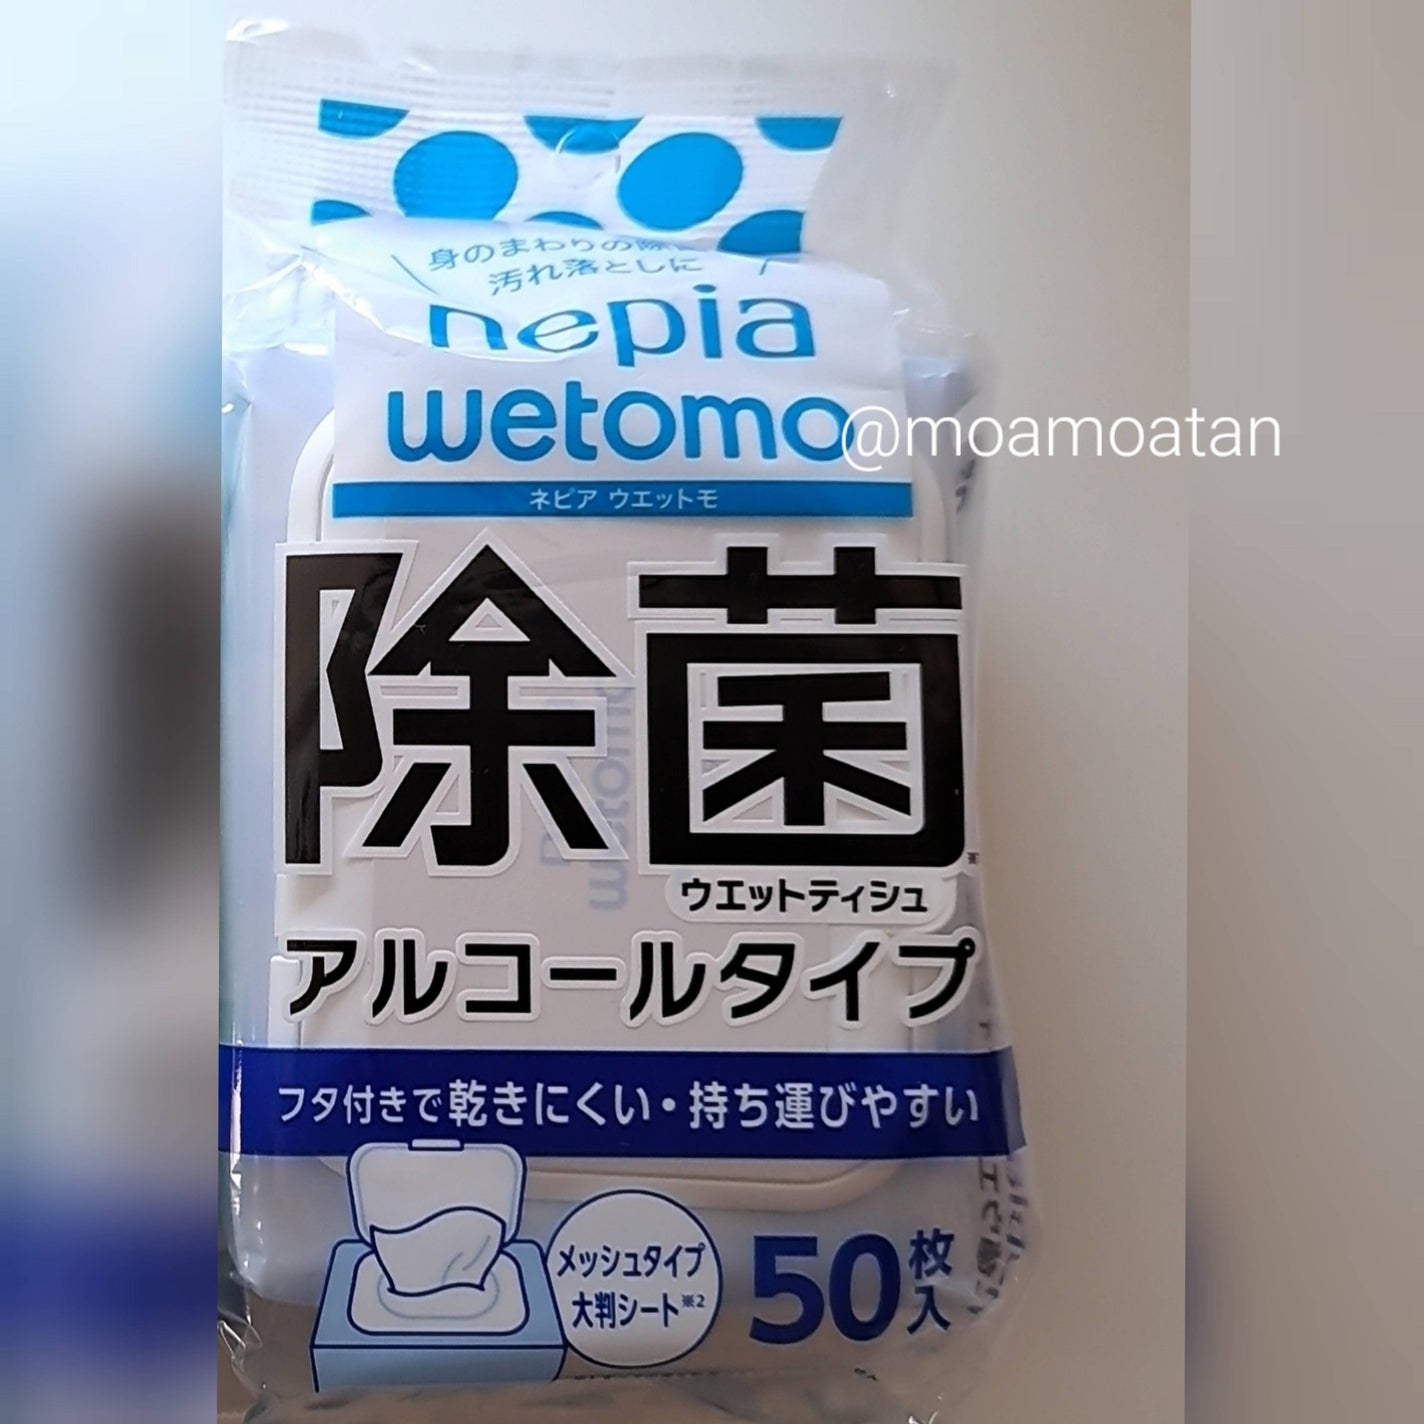 身のまわりの除菌
汚れ落としに
nepia
wetomo
@moamoatan
ネピア ウエットモ
除菌
ウエットティシュ
アルコールタイプ
フタ付きで乾きにくい・持ち運びやすい
メッシュタイプ
大判シート※2
50枚入